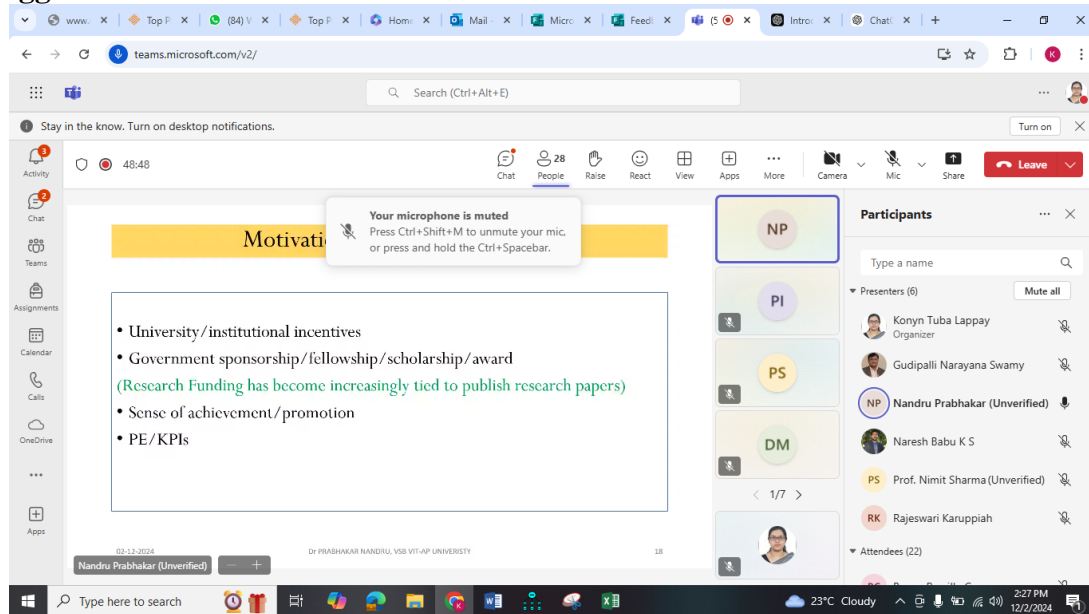 www.
Top P
(84) V
Top P
Home
Mail -
Micro
Feed
(5
Intro
Chat
teams.microsoft.com/v2/
K
Search (Ctrl+Alt+E)
Stay in the know. Turn on desktop notifications.
Turn on
3
Activity
48:48
Chat
28
People
Raise
React
View
Apps
More
Camera
Mic
Share
Leave
2
Chat
Teams
Assignments
Calendar
Calls
OneDrive
Apps
Your microphone is muted
Press Ctrl+Shift+M to unmute your mic,
or press and hold the Ctrl+Spacebar.
• University/institutional incentives
• Government sponsorship/fellowship/scholarship/award
(Research Funding has become increasingly tied to publish research papers)
• Sense of achievement/promotion
• PE/KPIs
02-12-2024
Dr PRABHAKAR NANDRU, VSB VIT-AP UNIVERISTY
18
Nandru Prabhakar (Unverified)
NP
PI
PS
DM
1/7
Participants
Type a name
Presenters (6)
Mute all
Konyn Tuba Lappay
Organizer
Gudipalli Narayana Swamy
NP Nandru Prabhakar (Unverified)
Naresh Babu K S
PS Prof. Nimit Sharma (Unverified)
RK Rajeswari Karuppiah
Attendees (22)
Type here to search
23°C Cloudy
2:27 PM
12/2/2024